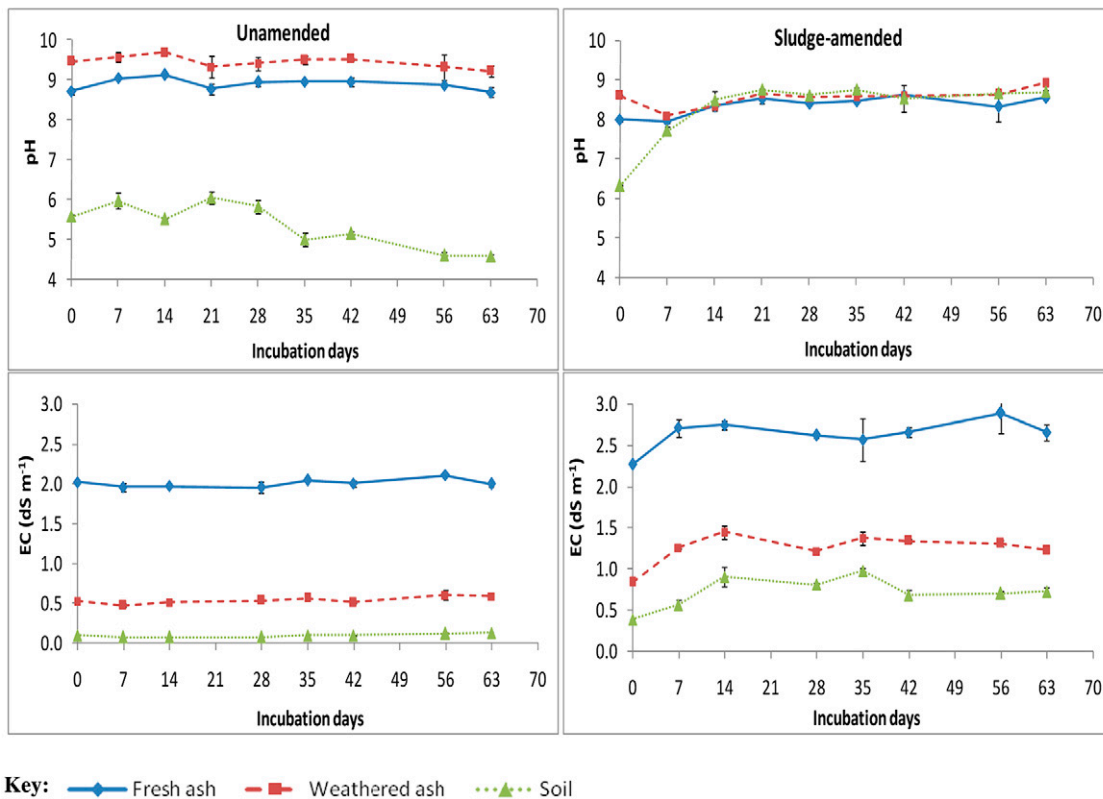 Unamended
10
9
8
7
6
5
4
pH
0 7 14 21 28 35 42 49 56 63 70
Incubation days
Sludge-amended
10
9
8
7
6
5
4
pH
0 7 14 21 28 35 42 49 56 63 70
Incubation days
3.0
2.5
2.0
1.5
1.0
0.5
0.0
EC (dS m⁻¹)
0 7 14 21 28 35 42 49 56 63 70
Incubation days
3.0
2.5
2.0
1.5
1.0
0.5
0.0
EC (dS m⁻¹)
0 7 14 21 28 35 42 49 56 63 70
Incubation days
Key: Fresh ash Weathered ash Soil